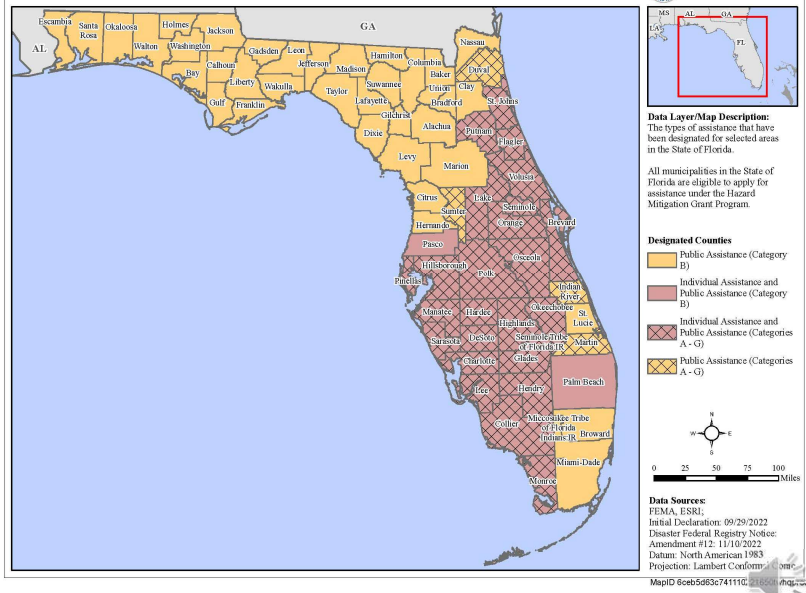 Escambia
Santa
Rosa
Okaloosa
Holmes
Jackson
GA
AL
Walton
Washington
Bay
Calhoun
Gadsden
Leon
Jefferson
Madison
Hamilton
Columbia
Nassau
Baker
Duval
Liberty
Wakulla
Taylor
Suwannee
Union
Clay
Gulf
Franklin
Lafayette
Bradford
St. Johns
Gilchrist
Dixie
Alachua
Putnam
Flagler
Levy
Marion
Volusia
Citrus
Sumter
Lake
Seminole
Hernando
Orange
Brevard
Pasco
Osceola
Hillsborough
Polk
Pinellas
Indian
River
Okeechobee
Manatee
Hardee
St.
Lucie
Highlands
Sarasota
DeSoto
Seminole Tribe
of Florida IR
Martin
Charlotte
Glades
Lee
Hendry
Palm Beach
Collier
Miccosukee Tribe
of Florida
Indians IR
Broward
Miami-Dade
Monroe
MS
AL
GA
LA
FL
Data Layer/Map Description:
The types of assistance that have
been designated for selected areas
in the State of Florida.
All municipalities in the State of
Florida are eligible to apply for
assistance under the Hazard
Mitigation Grant Program.
Designated Counties
Public Assistance (Category
B)
Individual Assistance and
Public Assistance (Category
B)
Individual Assistance and
Public Assistance (Categories
A - G)
Public Assistance (Categories
A - G)
N
W
E
S
0 25 50 75 100
Miles
Data Sources:
FEMA, ESRI;
Initial Declaration: 09/29/2022
Disaster Federal Registry Notice:
Amendment #12: 11/10/2022
Datum: North American 1983
Projection: Lambert Conformal Conic
MapID